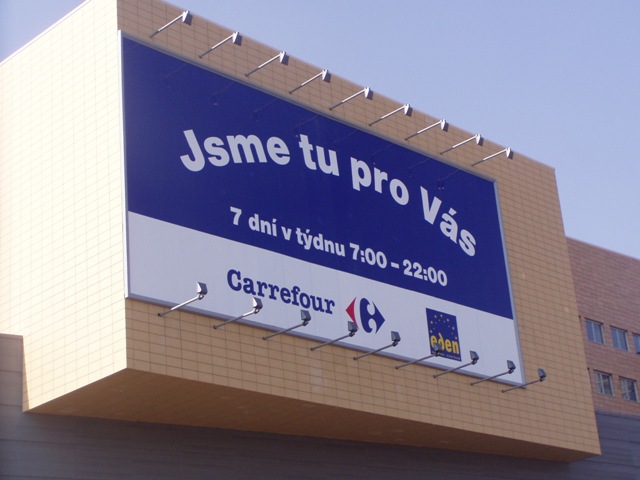 Jsme tu pro Vás
7 dní v týdnu 7:00 – 22:00
Carrefour
eden